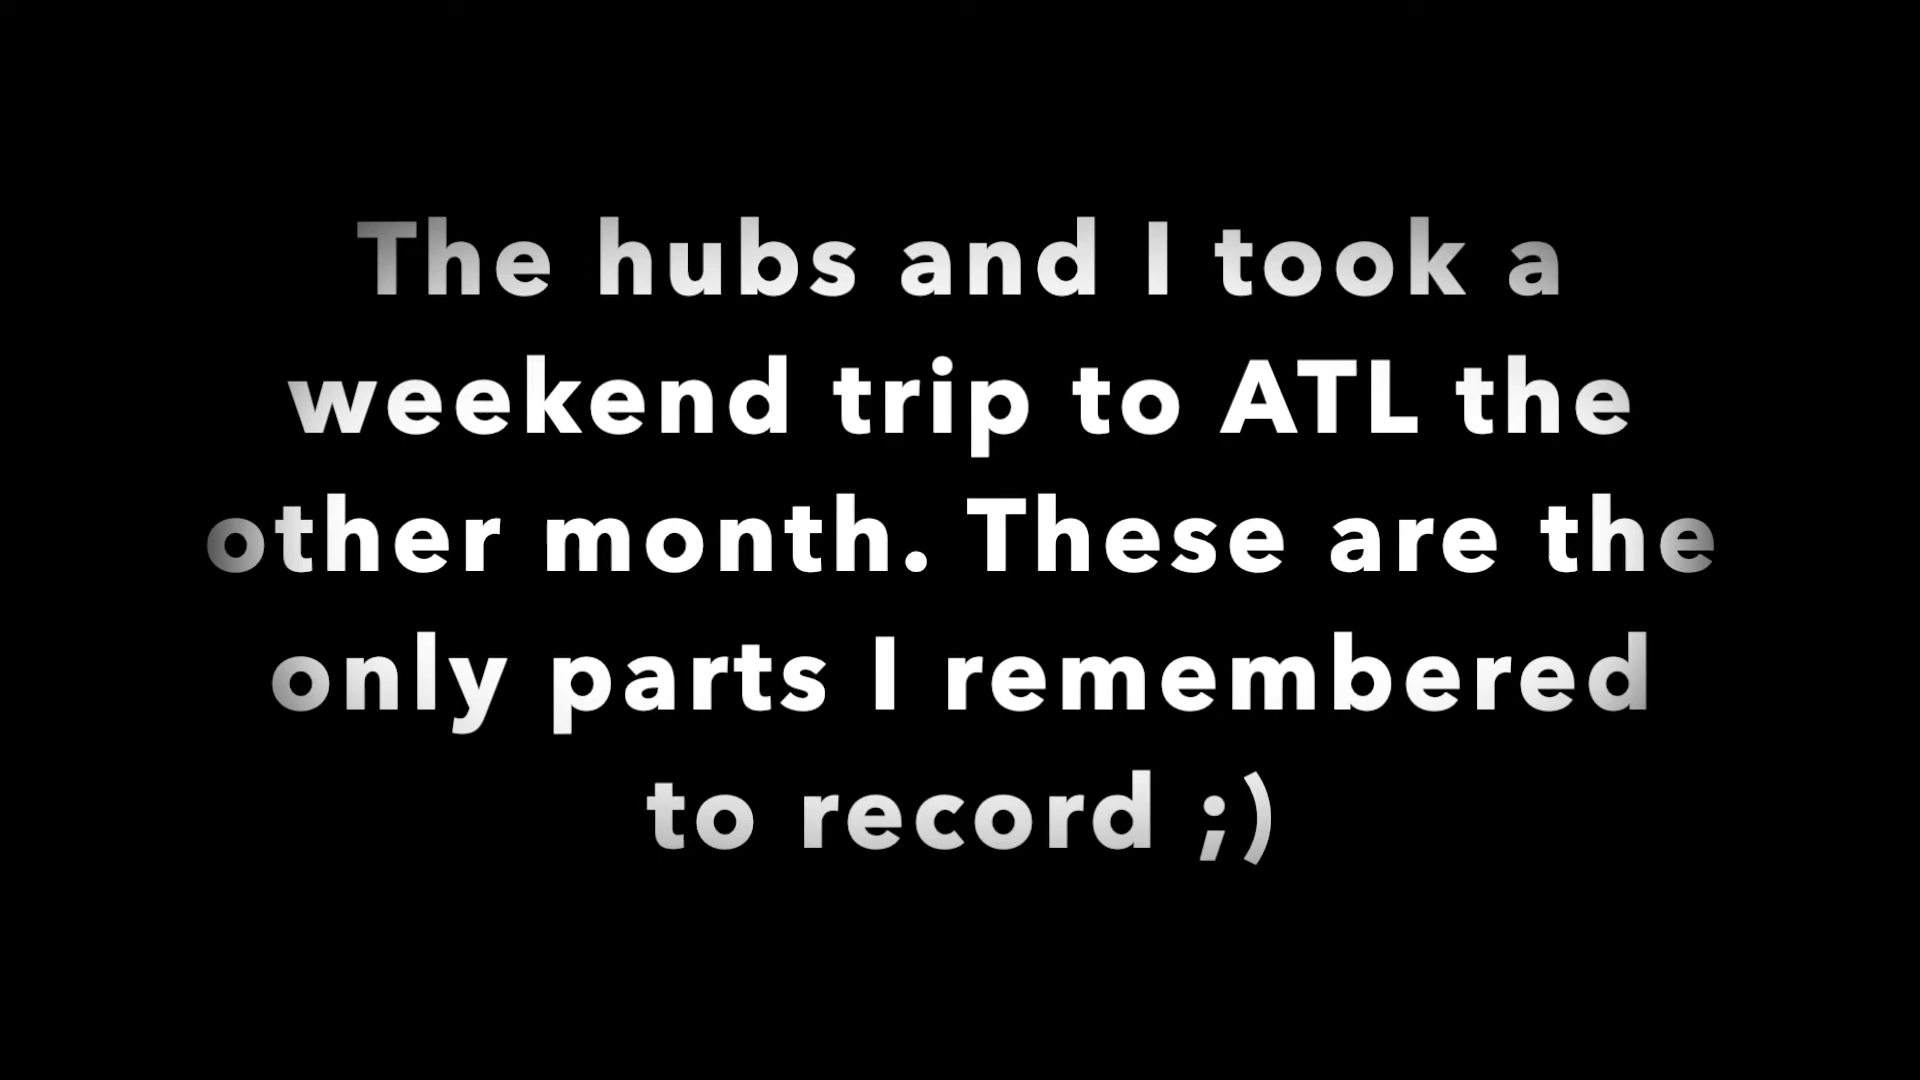 The hubs and I took a
weekend trip to ATL the
other month. These are the
only parts I remembered
to record ;)